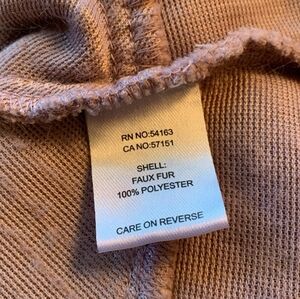 RN NO:54163
CA NO:57151
SHELL:
FAUX FUR
100% POLYESTER
CARE ON REVERSE